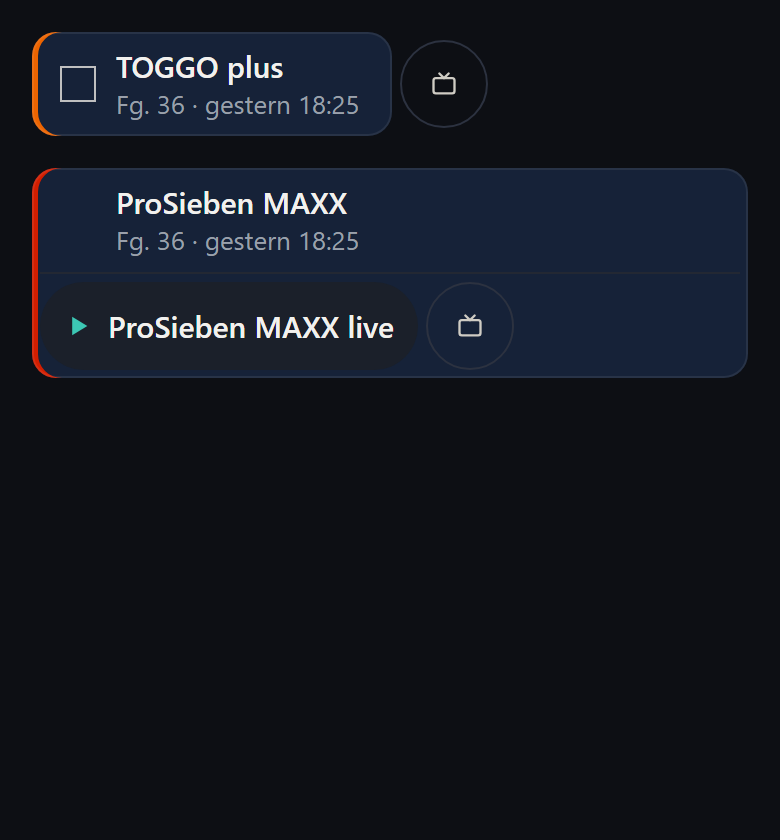 TOGGO plus
Fg. 36 · gestern 18:25
ProSieben MAXX
Fg. 36 · gestern 18:25
ProSieben MAXX live